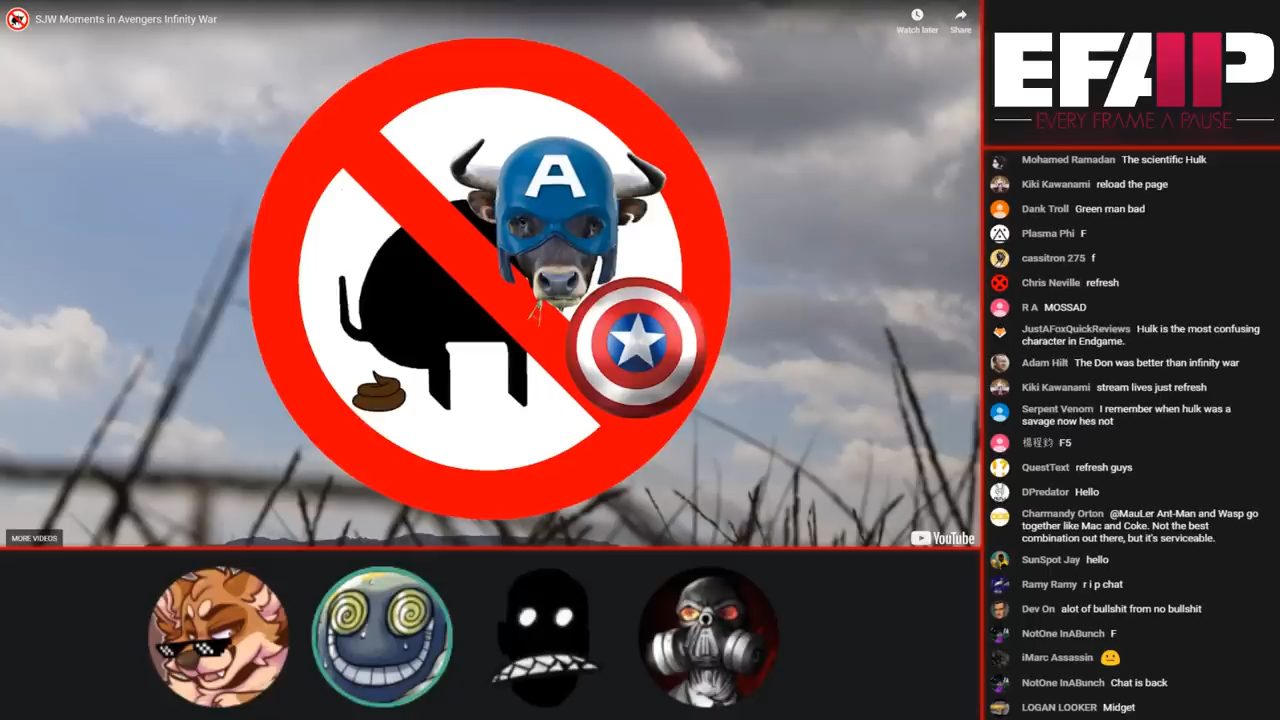 SJW Moments in Avengers Infinity War
Watch later
Share
A
MORE VIDEOS
YouTube
EFAP
EVERY FRAME A PAUSE
Mohamed Ramadan The scientific Hulk
Kiki Kawanami reload the page
Dank Troll Green man bad
Plasma Phi F
cassitron 275 f
Chris Neville refresh
R A MOSSAD
JustAFoxQuickReviews Hulk is the most confusing
character in Endgame.
Adam Hilt The Don was better than infinity war
Kiki Kawanami stream lives just refresh
Serpent Venom I remember when hulk was a
savage now hes not
楊程鈞 F5
QuestText refresh guys
DPredator Hello
Charmandy Orton @MauLer Ant-Man and Wasp go
together like Mac and Coke. Not the best
combination out there, but it's serviceable.
SunSpot Jay hello
Ramy Ramy r i p chat
Dev On alot of bullshit from no bullshit
NotOne InABunch F
iMarc Assassin
NotOne InABunch Chat is back
LOGAN LOOKER Midget